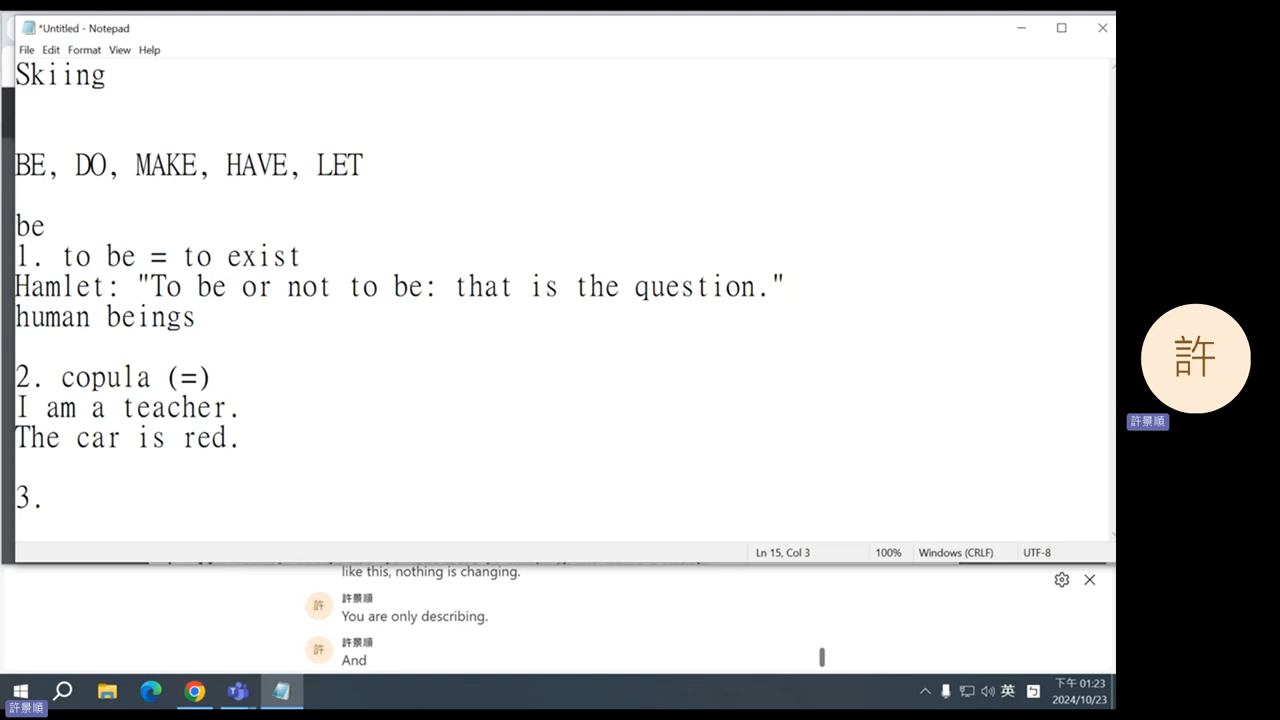 *Untitled - Notepad
File Edit Format View Help
Skiing
BE, DO, MAKE, HAVE, LET
be
1. to be = to exist
Hamlet: "To be or not to be: that is the question."
human beings
2. copula (=)
I am a teacher.
The car is red.
3.
Ln 15, Col 3 100% Windows (CRLF) UTF-8
like this, nothing is changing.
許 許景順
You are only describing.
許 許景順
And
許
許景順
英
下午 01:23
2024/10/23
許景順